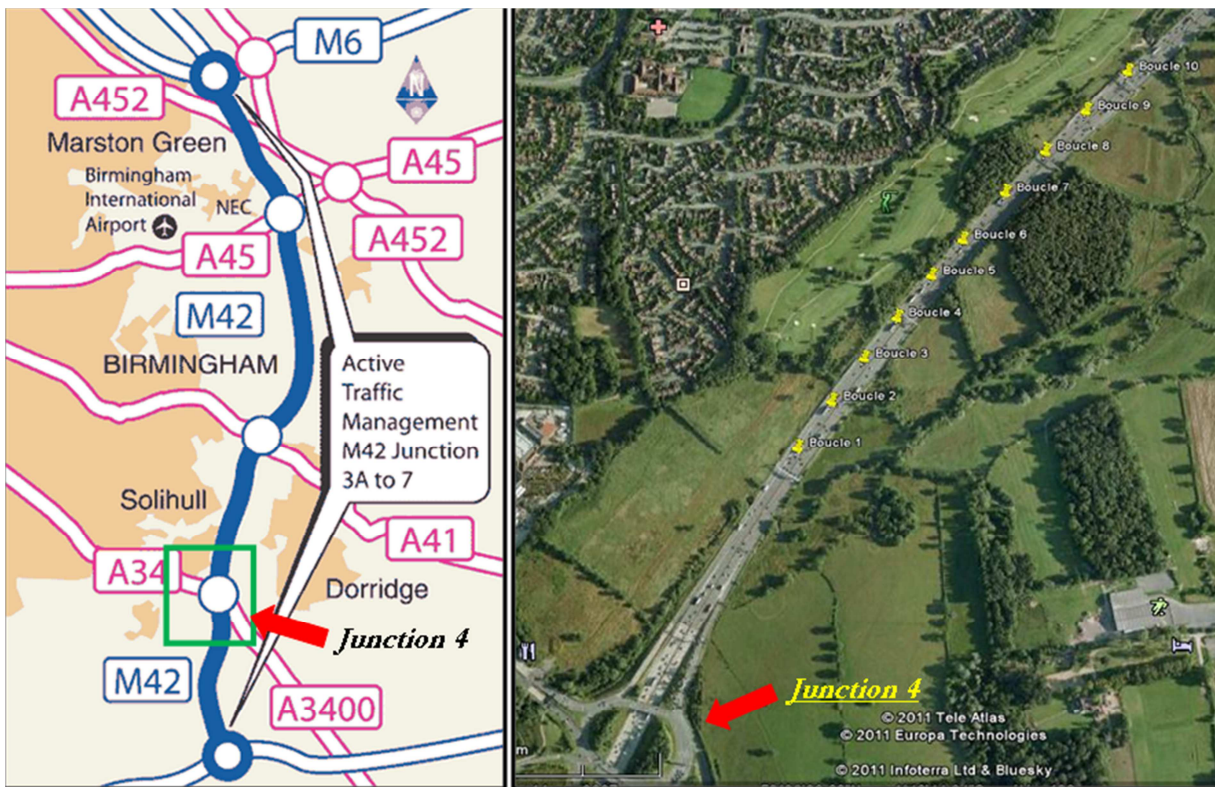 M6
A452
N
Marston Green
A45
Birmingham
International
Airport
NEC
A452
A45
M42
BIRMINGHAM
Active
Traffic
Management
M42 Junction
3A to 7
Solihull
A41
A34
Dorridge
Junction 4
M42
A3400
Boucle 10
Boucle 9
Boucle 8
Boucle 7
Boucle 6
Boucle 5
Boucle 4
Boucle 3
Boucle 2
Boucle 1
Junction 4
© 2011 Tele Atlas
© 2011 Europa Technologies
© 2011 Infoterra Ltd & Bluesky